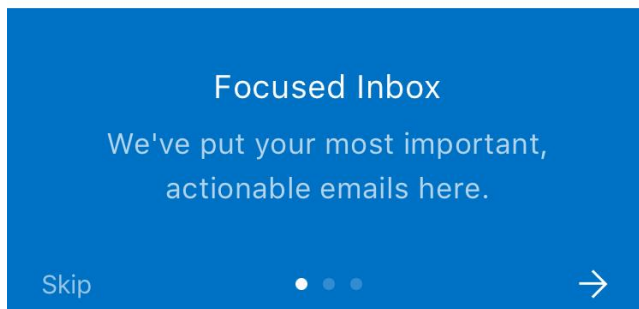 Focused Inbox
We've put your most important,
actionable emails here.
Skip